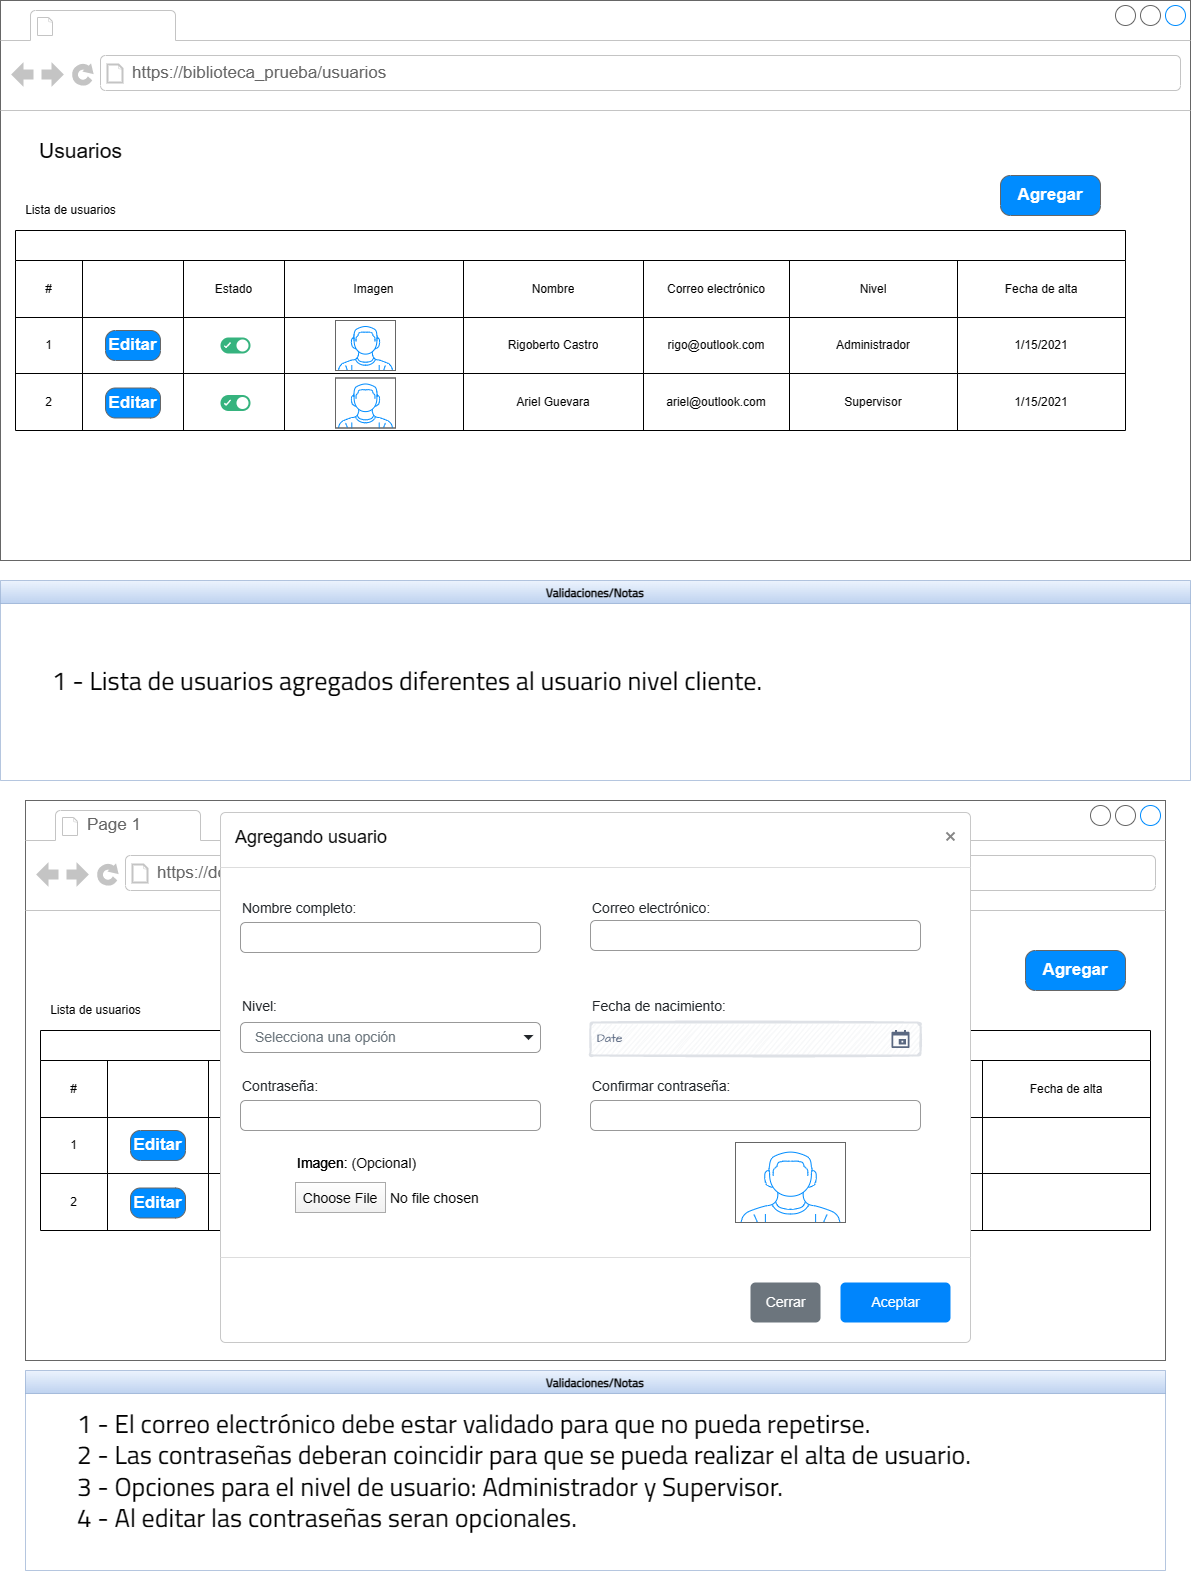 https://biblioteca_prueba/usuarios
Usuarios
Agregar
Lista de usuarios
# Estado Imagen Nombre Correo electrónico Nivel Fecha de alta
1 Editar Rigoberto Castro rigo@outlook.com Administrador 1/15/2021
2 Editar Ariel Guevara ariel@outlook.com Supervisor 1/15/2021
Validaciones/Notas
1 - Lista de usuarios agregados diferentes al usuario nivel cliente.
Page 1
https://do
Agregando usuario ×
Nombre completo: Correo electrónico:
Agregar
Lista de usuarios
Nivel: Fecha de nacimiento:
Selecciona una opción Date
# Fecha de alta
Contraseña: Confirmar contraseña:
1 Editar
Imagen: (Opcional)
Choose File No file chosen
2 Editar
Cerrar Aceptar
Validaciones/Notas
1 - El correo electrónico debe estar validado para que no pueda repetirse.
2 - Las contraseñas deberan coincidir para que se pueda realizar el alta de usuario.
3 - Opciones para el nivel de usuario: Administrador y Supervisor.
4 - Al editar las contraseñas seran opcionales.